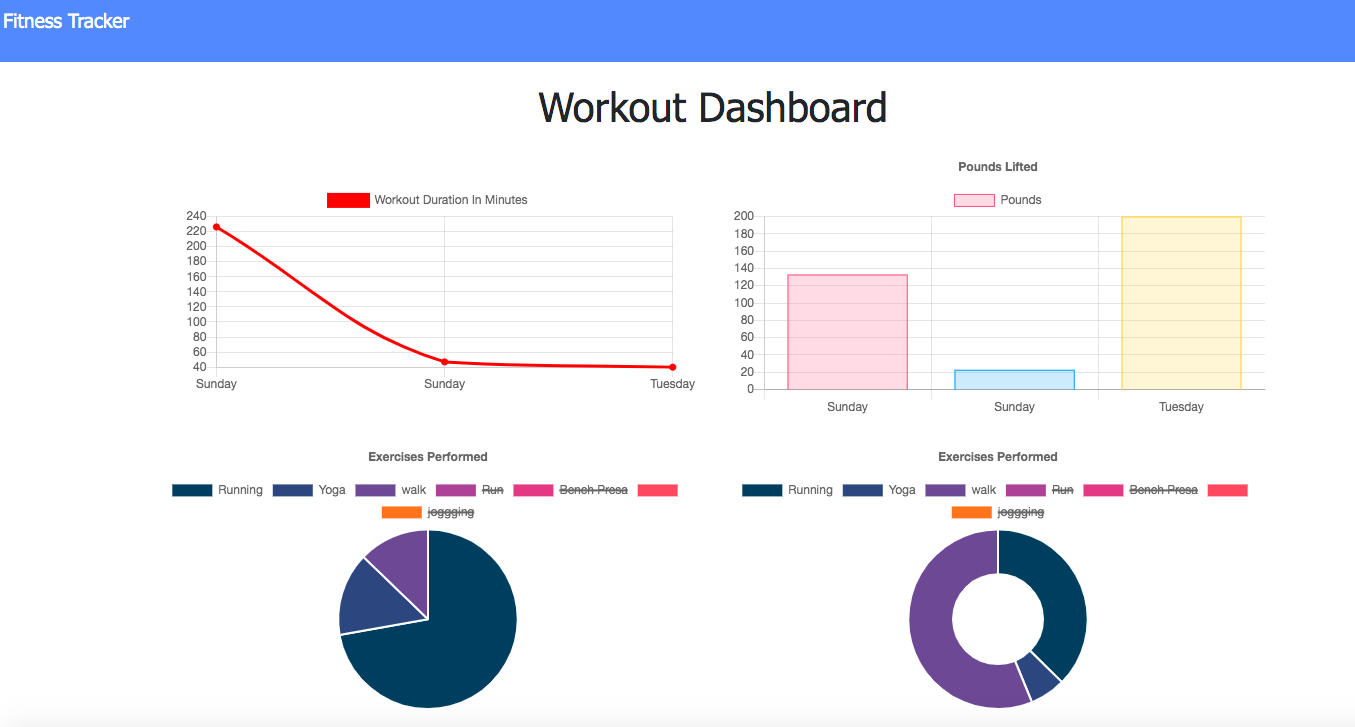 Fitness Tracker
Workout Dashboard
Workout Duration In Minutes
240
220
200
180
160
140
120
100
80
60
40
Sunday Sunday Tuesday
Pounds Lifted
Pounds
200
180
160
140
120
100
80
60
40
20
0
Sunday Sunday Tuesday
Exercises Performed
Running Yoga walk Run Bench Presa
joggging
Exercises Performed
Running Yoga walk Run Bench Presa
joggging